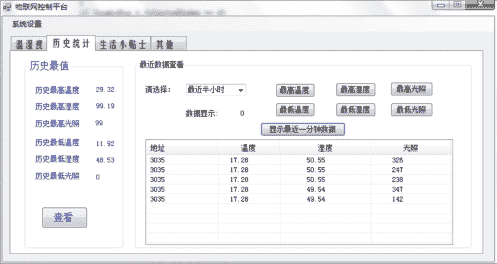 物联网控制平台
系统设置
温湿度 历史统计 生活小贴士 其他
历史最值
历史最高温度 29.32
历史最高湿度 99.19
历史最高光照 99
历史最低温度 11.92
历史最低湿度 48.53
历史最低光照 0
查看
最近数据查看
请选择: 最近半小时 最高温度 最高湿度 最高光照
数据显示: 0 最低温度 最低湿度 最低光照
显示最近一分钟数据
地址 温度 湿度 光照
3035 17.28 50.55 326
3035 17.28 50.55 247
3035 17.28 50.55 238
3035 17.28 49.54 347
3035 17.28 49.54 142